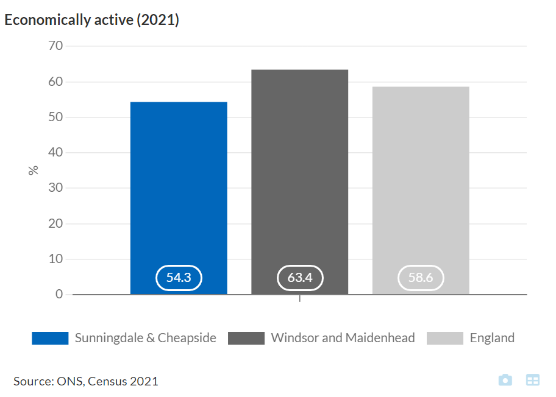 Economically active (2021)
70
60
50
40
30
20
10
0
%
54.3
63.4
58.6
Sunningdale & Cheapside
Windsor and Maidenhead
England
Source: ONS, Census 2021